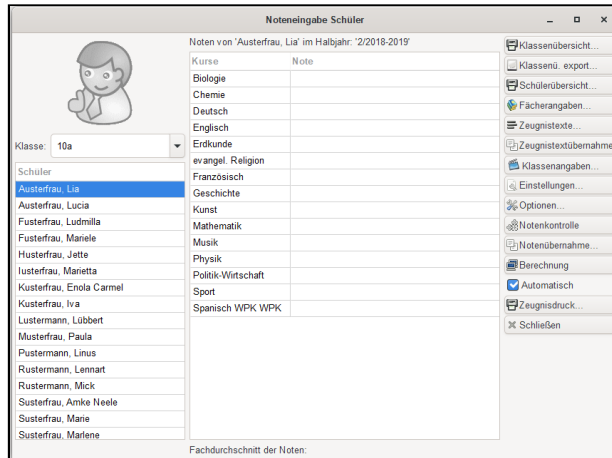 Noteneingabe Schüler
Noten von 'Austerfrau, Lia' im Halbjahr: '2/2018-2019'
Klasse: 10a
Schüler
Austerfrau, Lia
Austerfrau, Lucia
Fusterfrau, Ludmilla
Fusterfrau, Mariele
Husterfrau, Jette
Iusterfrau, Marietta
Kusterfrau, Enola Carmel
Kusterfrau, Iva
Lustermann, Lübbert
Musterfrau, Paula
Pustermann, Linus
Rustermann, Lennart
Rustermann, Mick
Susterfrau, Amke Neele
Susterfrau, Marie
Susterfrau, Marlene
Kurse Note
Biologie
Chemie
Deutsch
Englisch
Erdkunde
evangel. Religion
Französisch
Geschichte
Kunst
Mathematik
Musik
Physik
Politik-Wirtschaft
Sport
Spanisch WPK WPK
Fachdurchschnitt der Noten:
Klassenübersicht...
Klassenü. export...
Schülerübersicht...
Fächerangaben...
Zeugnistexte...
Zeugnistextübernahme
Klassenangaben...
Einstellungen...
Optionen...
Notenkontrolle
Notenübernahme...
Berechnung
Automatisch
Zeugnisdruck...
Schließen